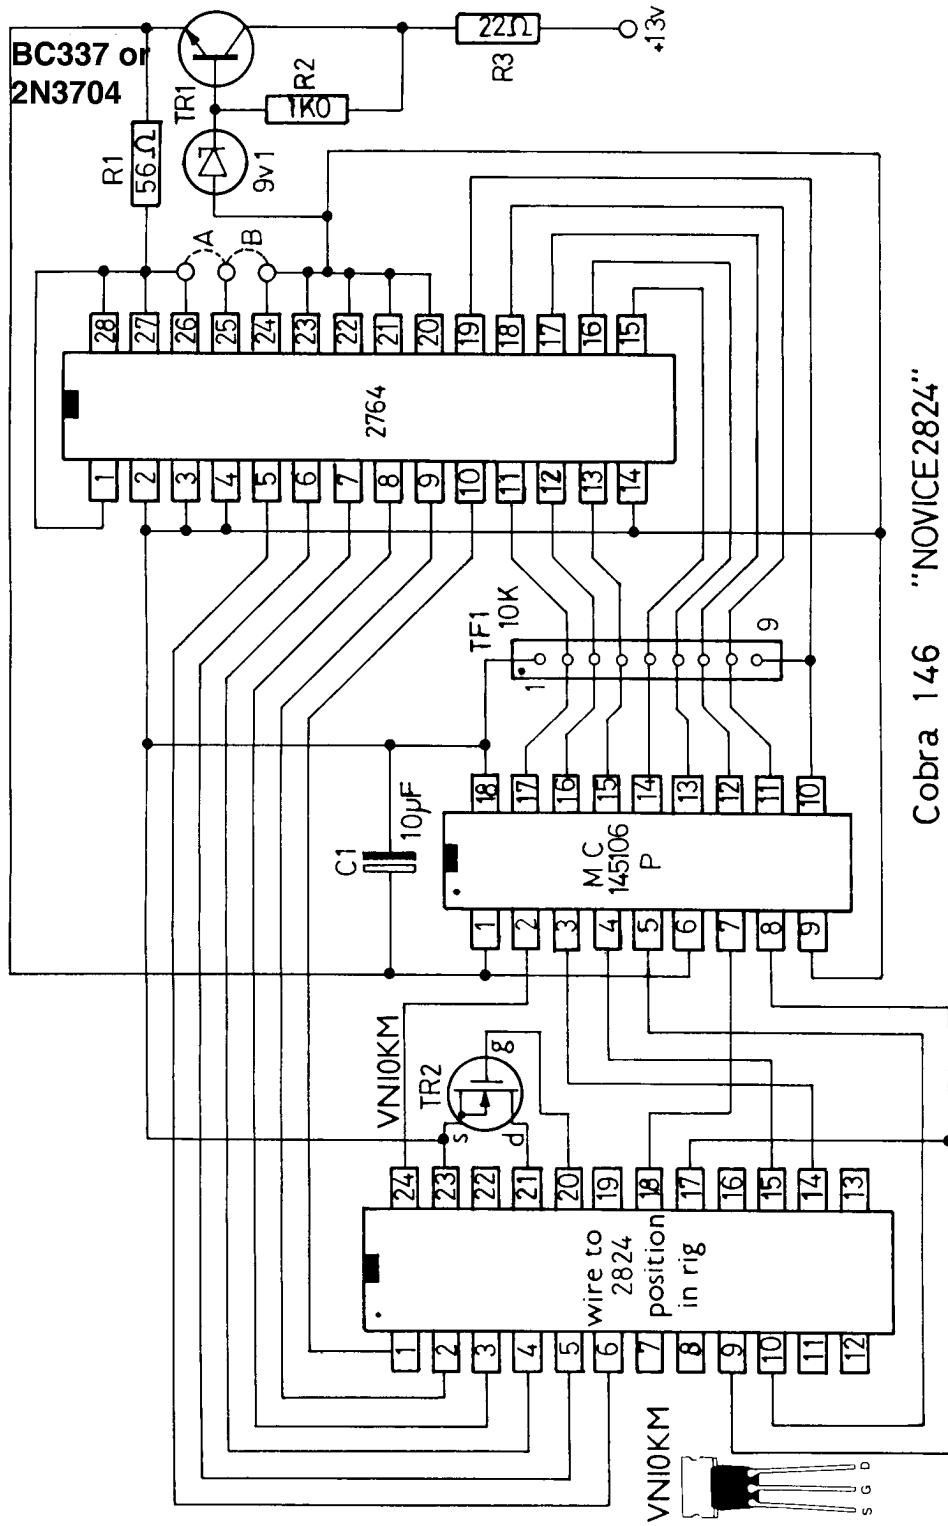 BC337 or
2N3704
TR1
R1
56Ω
R2
1K0
9v1
22Ω
R3
+13v
A
B
28
27
26
25
24
23
22
21
20
19
18
17
16
15
2764
1
2
3
4
5
6
7
8
9
10
11
12
13
14
TF1
10K
1
9
C1
10µF
18
17
16
15
14
13
12
11
10
M C
145106
P
1
2
3
4
5
6
7
8
9
Cobra 146 "NOVICE2824"
VN10KM
TR2
g
s
d
24
23
22
21
20
19
18
17
16
15
14
13
wire to
2824
position
in rig
1
2
3
4
5
6
7
8
9
10
11
12
VN10KM
S
G
D